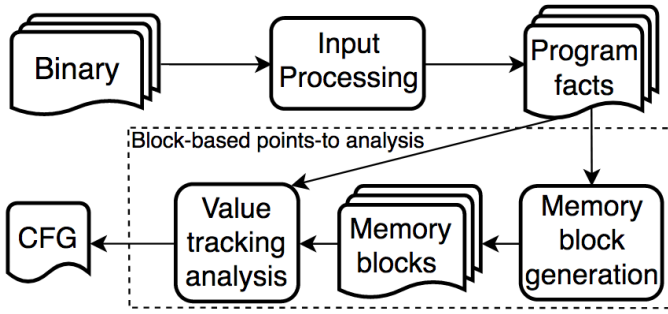 Binary
Input
Processing
Program
facts
Block-based points-to analysis
CFG
Value
tracking
analysis
Memory
blocks
Memory
block
generation